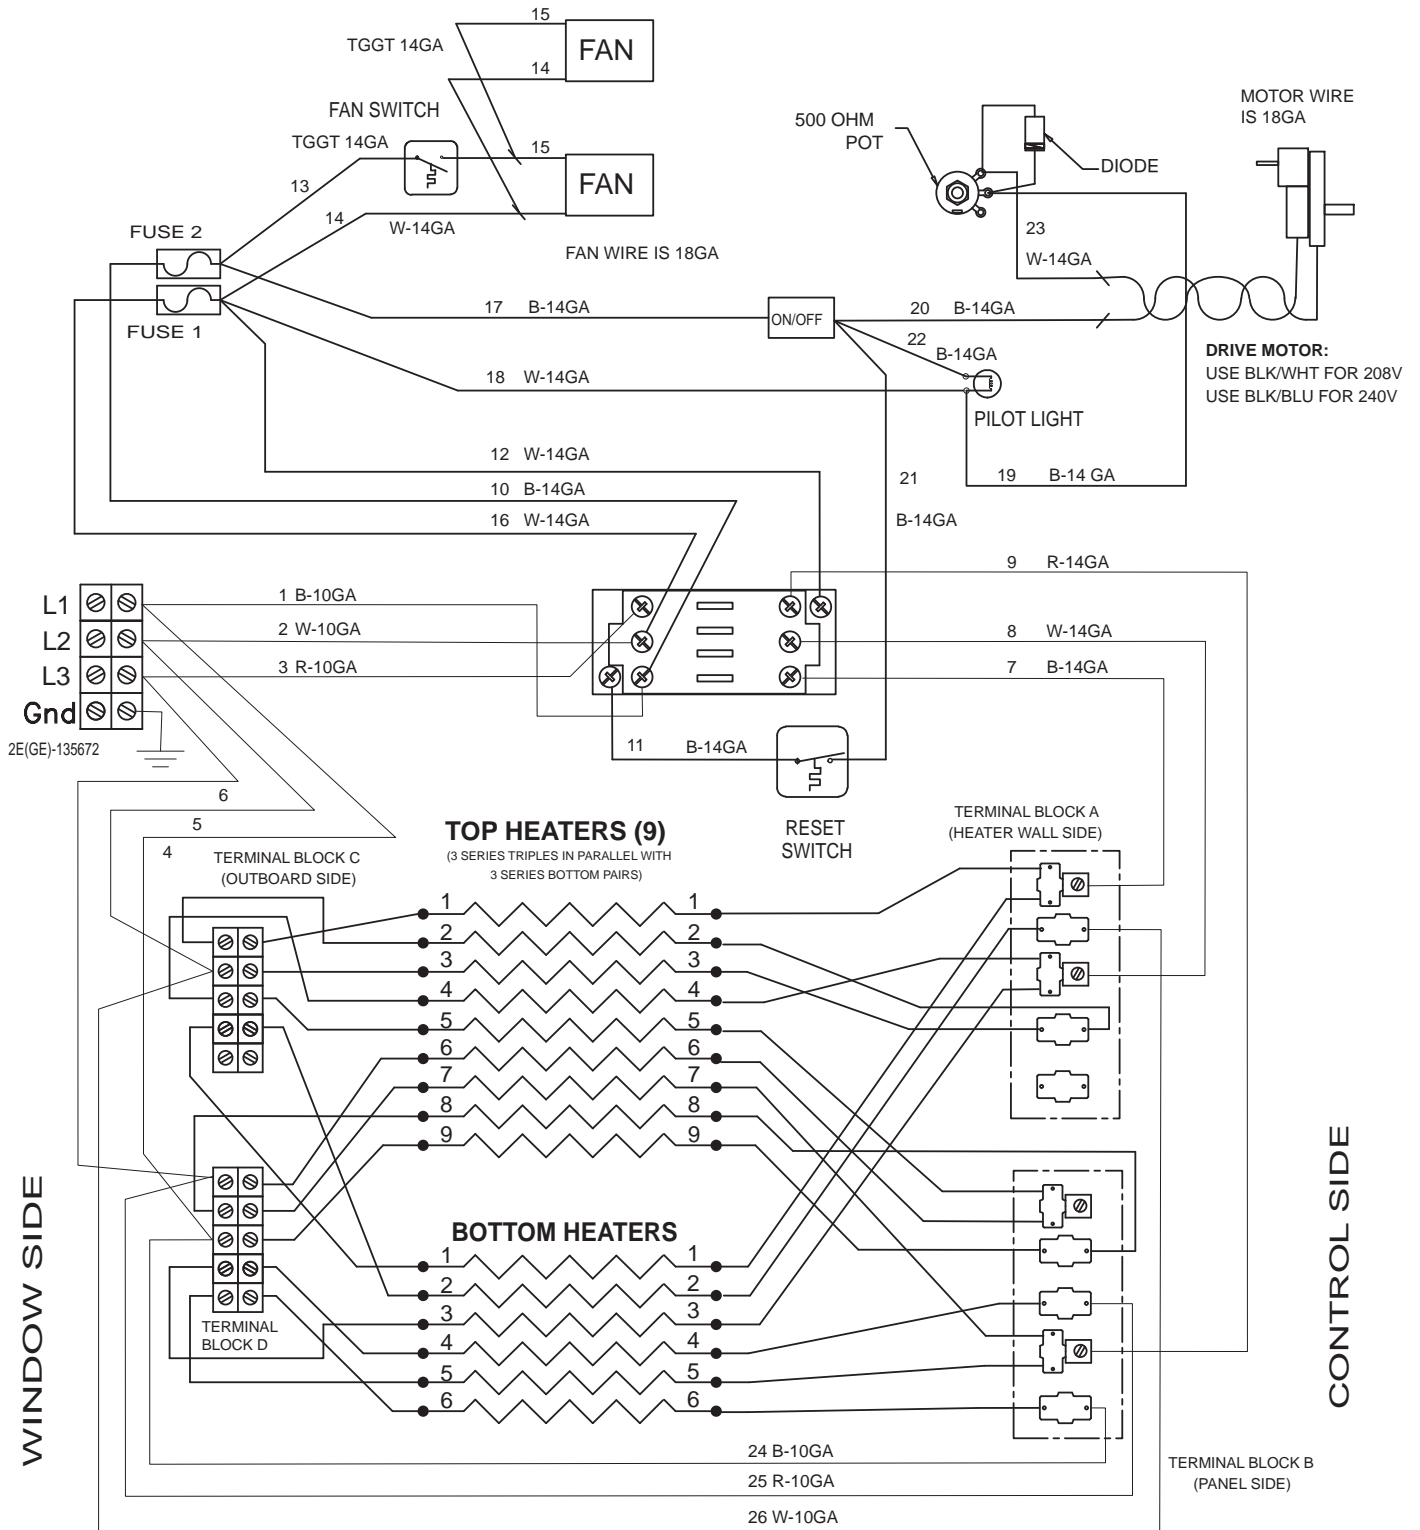 15
TGGT 14GA
FAN
14
FAN SWITCH
TGGT 14GA
15
FAN
13
14
W-14GA
FUSE 2
FAN WIRE IS 18GA
FUSE 1
500 OHM
POT
DIODE
MOTOR WIRE
IS 18GA
23
W-14GA
17 B-14GA
ON/OFF
20 B-14GA
22
B-14GA
DRIVE MOTOR:
USE BLK/WHT FOR 208V
USE BLK/BLU FOR 240V
18 W-14GA
PILOT LIGHT
12 W-14GA
21
19 B-14 GA
10 B-14GA
16 W-14GA
B-14GA
9 R-14GA
L1
1 B-10GA
L2
2 W-10GA
8 W-14GA
L3
3 R-10GA
7 B-14GA
Gnd
2E(GE)-135672
11 B-14GA
6
5
4
RESET
SWITCH
TERMINAL BLOCK A
(HEATER WALL SIDE)
TOP HEATERS (9)
(3 SERIES TRIPLES IN PARALLEL WITH
3 SERIES BOTTOM PAIRS)
TERMINAL BLOCK C
(OUTBOARD SIDE)
1 1
2 2
3 3
4 4
5 5
6 6
7 7
8 8
9 9
BOTTOM HEATERS
1 1
2 2
3 3
4 4
5 5
6 6
TERMINAL
BLOCK D
WINDOW SIDE
CONTROL SIDE
24 B-10GA
25 R-10GA
26 W-10GA
TERMINAL BLOCK B
(PANEL SIDE)